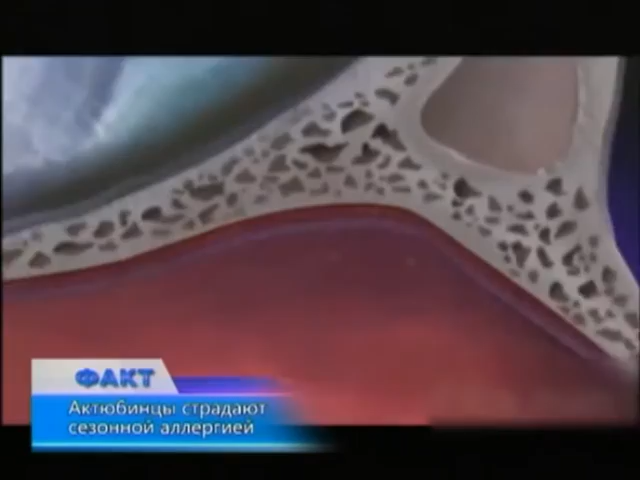 ФАКТ
Актюбинцы страдают
сезонной аллергией